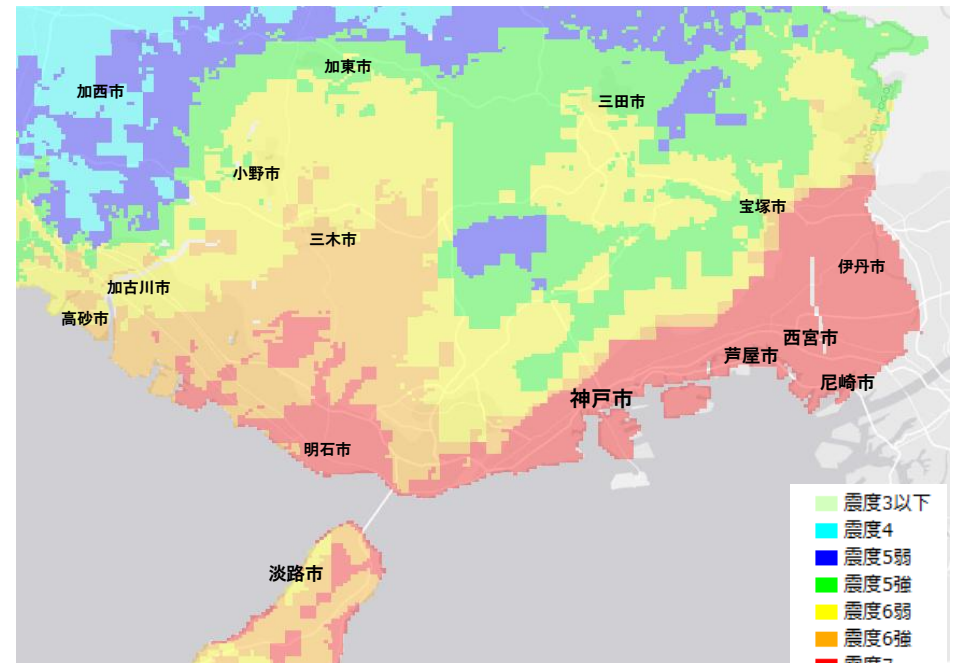 加東市
加西市
三田市
小野市
宝塚市
三木市
伊丹市
加古川市
高砂市
西宮市
芦屋市
尼崎市
神戸市
明石市
淡路市
震度3以下
震度4
震度5弱
震度5強
震度6弱
震度6強
震度7